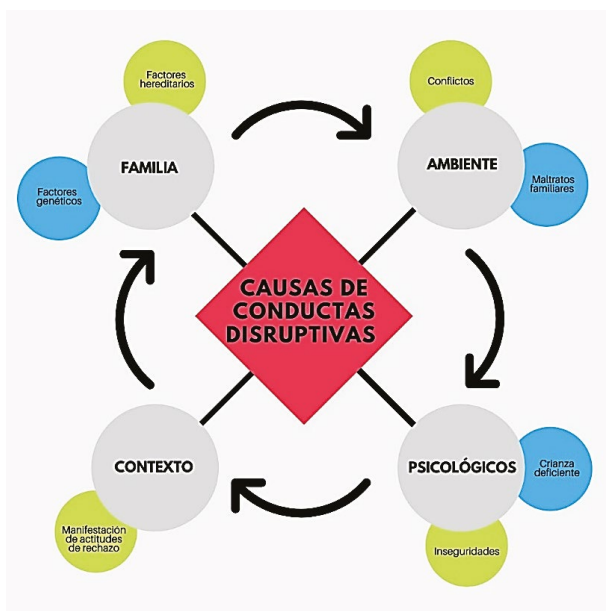 Factores
hereditarios
FAMILIA
Factores
genéticos
Conflictos
AMBIENTE
Maltratos
familiares
CAUSAS DE
CONDUCTAS
DISRUPTIVAS
CONTEXTO
Manifestación
de actitudes
de rechazo
PSICOLÓGICOS
Crianza
deficiente
Inseguridades